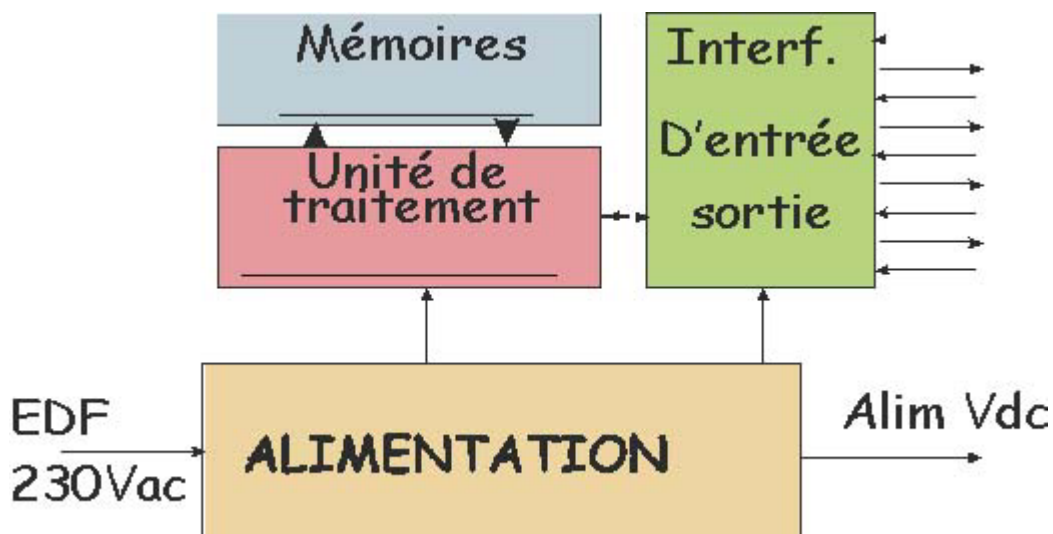 Mémoires
Interf.
D'entrée
sortie
Unité de
traitement
EDF
230Vac
ALIMENTATION
Alim Vdc